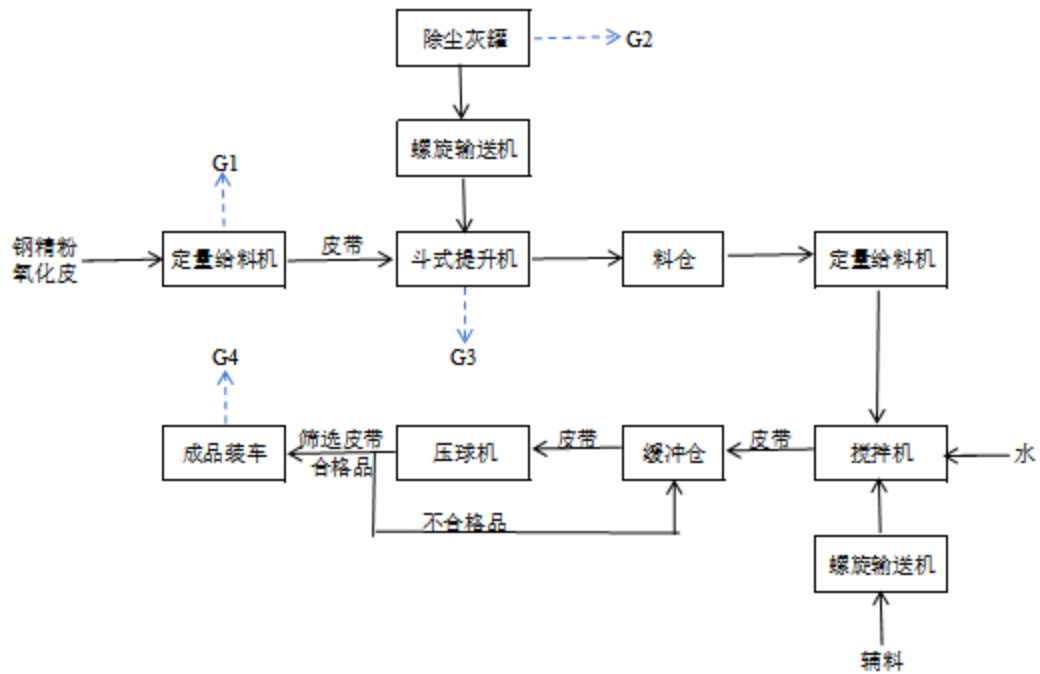 除尘灰罐
G2
螺旋输送机
G1
钢精粉
氧化皮
定量给料机
皮带
斗式提升机
料仓
定量给料机
G3
G4
成品装车
筛选皮带
合格品
压球机
皮带
缓冲仓
皮带
搅拌机
水
不合格品
螺旋输送机
辅料